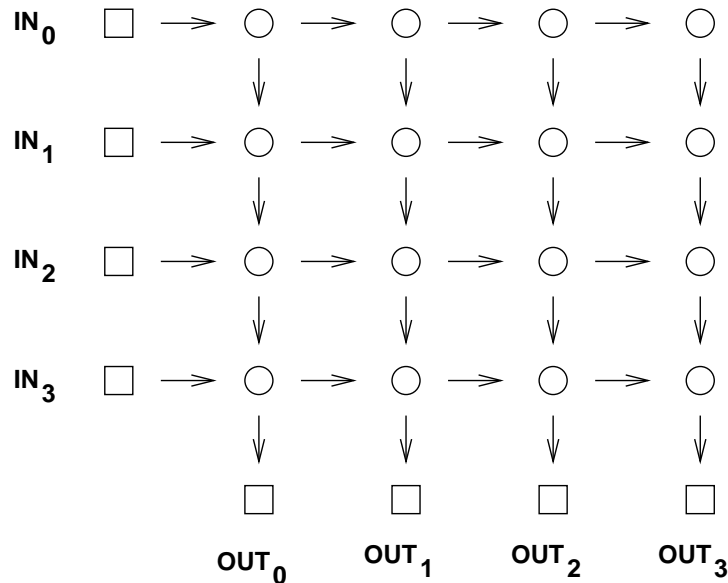 IN₀
IN₁
IN₂
IN₃
OUT₀ OUT₁ OUT₂ OUT₃